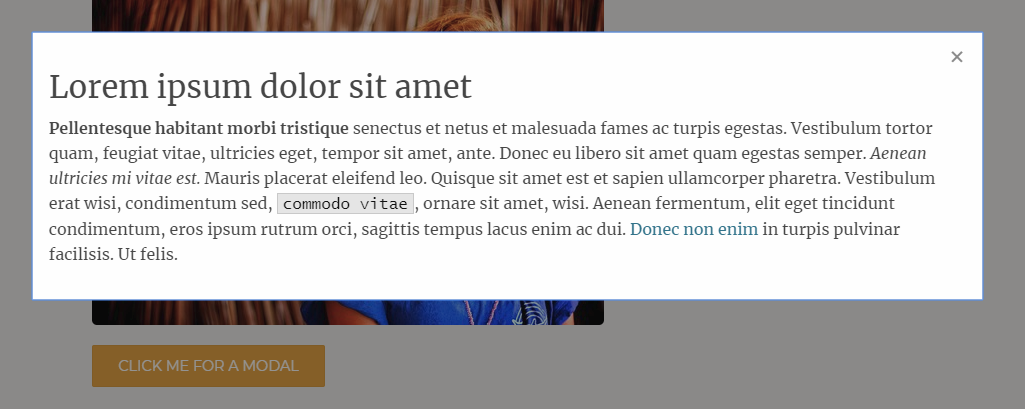 Lorem ipsum dolor sit amet
Pellentesque habitant morbi tristique senectus et netus et malesuada fames ac turpis egestas. Vestibulum tortor
quam, feugiat vitae, ultricies eget, tempor sit amet, ante. Donec eu libero sit amet quam egestas semper. Aenean
ultricies mi vitae est. Mauris placerat eleifend leo. Quisque sit amet est et sapien ullamcorper pharetra. Vestibulum
erat wisi, condimentum sed, commodo vitae, ornare sit amet, wisi. Aenean fermentum, elit eget tincidunt
condimentum, eros ipsum rutrum orci, sagittis tempus lacus enim ac dui. Donec non enim in turpis pulvinar
facilisis. Ut felis.
CLICK ME FOR A MODAL